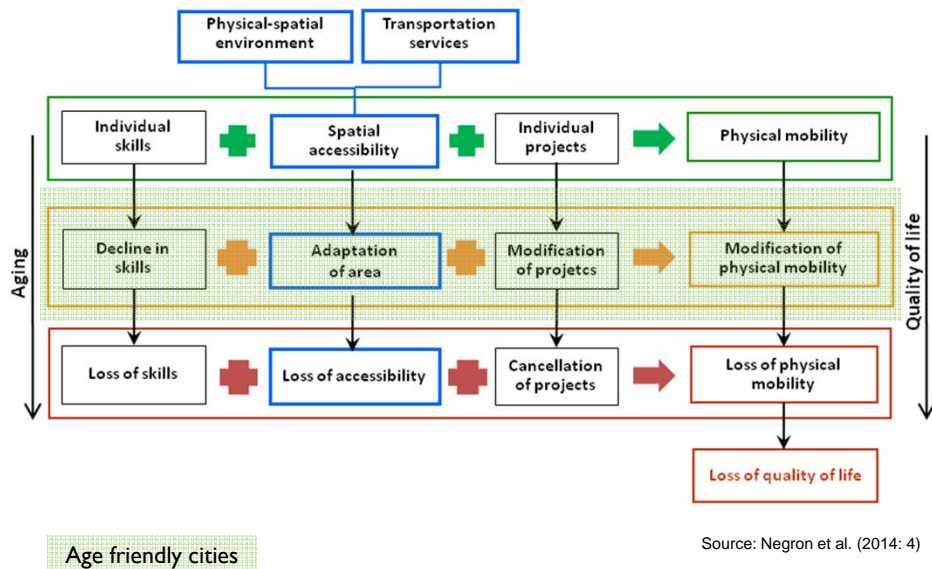 Physical-spatial
environment
Transportation
services
Individual
skills
Spatial
accessibility
Individual
projects
Physical mobility
Aging
Decline in
skills
Adaptation
of area
Modification
of projetcs
Modification of
physical mobility
Quality of life
Loss of skills
Loss of accessibility
Cancellation
of projects
Loss of physical
mobility
Loss of quality of life
Age friendly cities
Source: Negron et al. (2014: 4)